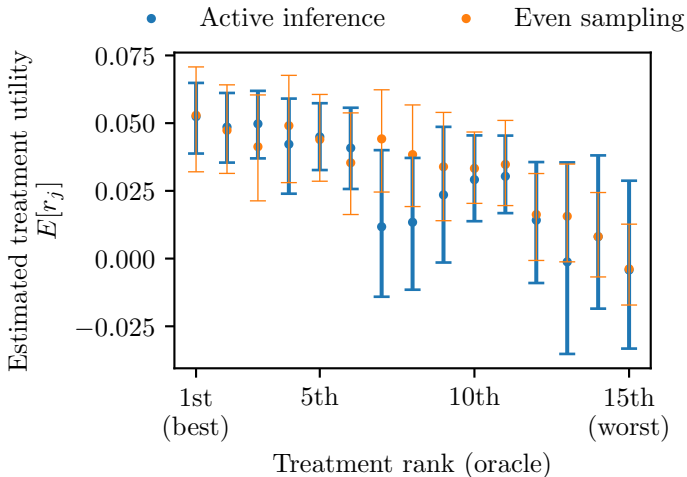 Active inference
Even sampling
Estimated treatment utility
E[r_j]
0.075
0.050
0.025
0.000
−0.025
1st
(best)
5th
10th
15th
(worst)
Treatment rank (oracle)